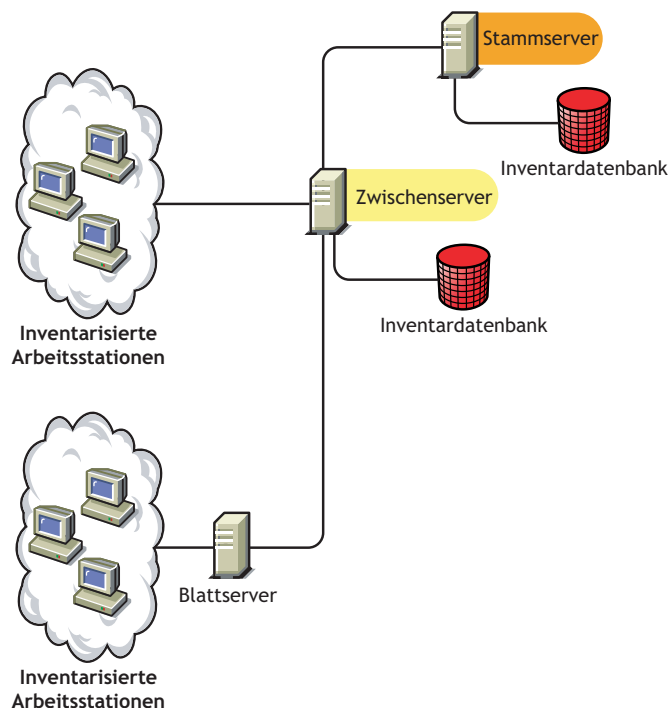 Stammserver
Inventardatenbank
Zwischenserver
Inventardatenbank
Inventarisierte
Arbeitsstationen
Blattserver
Inventarisierte
Arbeitsstationen